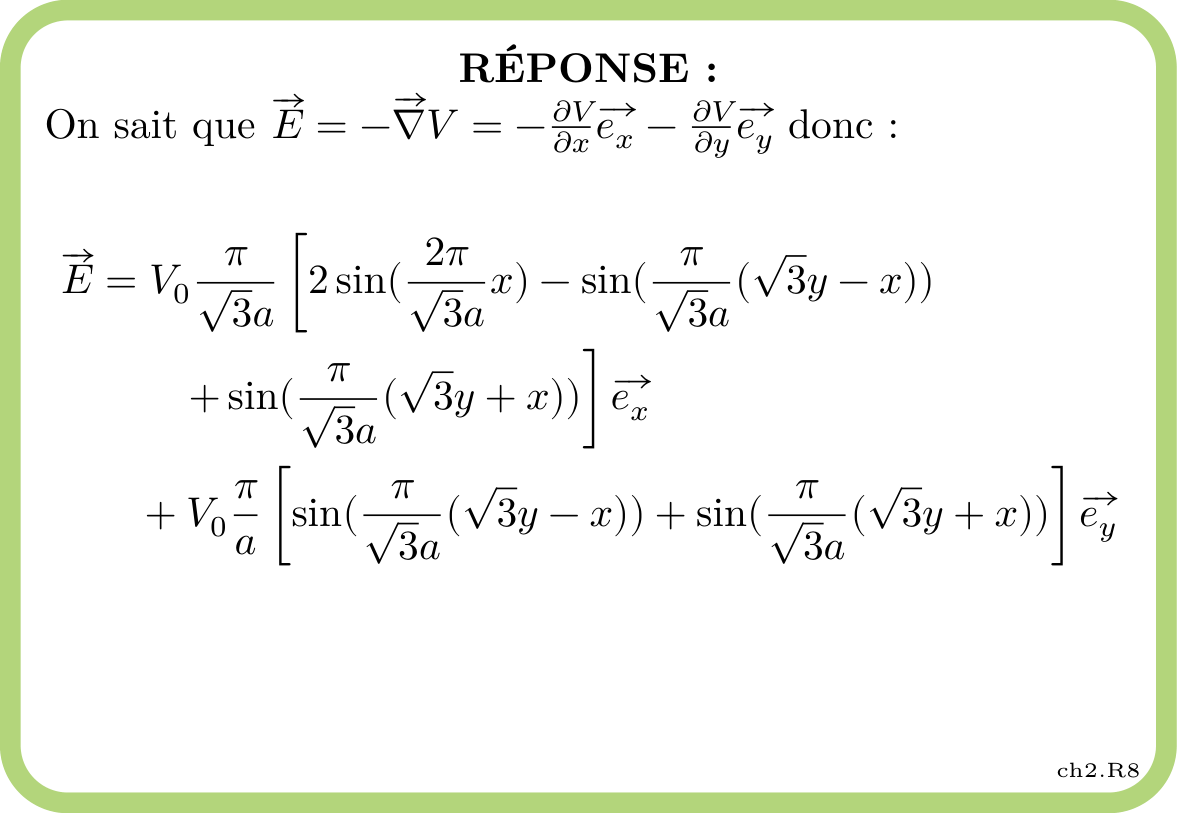 RÉPONSE :
On sait que $\overrightarrow{E} = -\overrightarrow{\nabla}V = -\frac{\partial V}{\partial x}\overrightarrow{e_x} - \frac{\partial V}{\partial y}\overrightarrow{e_y}$ donc :
$\overrightarrow{E} = V_0\frac{\pi}{\sqrt{3}a}\left[2\sin(\frac{2\pi}{\sqrt{3}a}x) - \sin(\frac{\pi}{\sqrt{3}a}(\sqrt{3}y - x))\right.$
$\left.+ \sin(\frac{\pi}{\sqrt{3}a}(\sqrt{3}y + x))\right]\overrightarrow{e_x}$
$+ V_0\frac{\pi}{a}\left[\sin(\frac{\pi}{\sqrt{3}a}(\sqrt{3}y - x)) + \sin(\frac{\pi}{\sqrt{3}a}(\sqrt{3}y + x))\right]\overrightarrow{e_y}$
ch2.R8